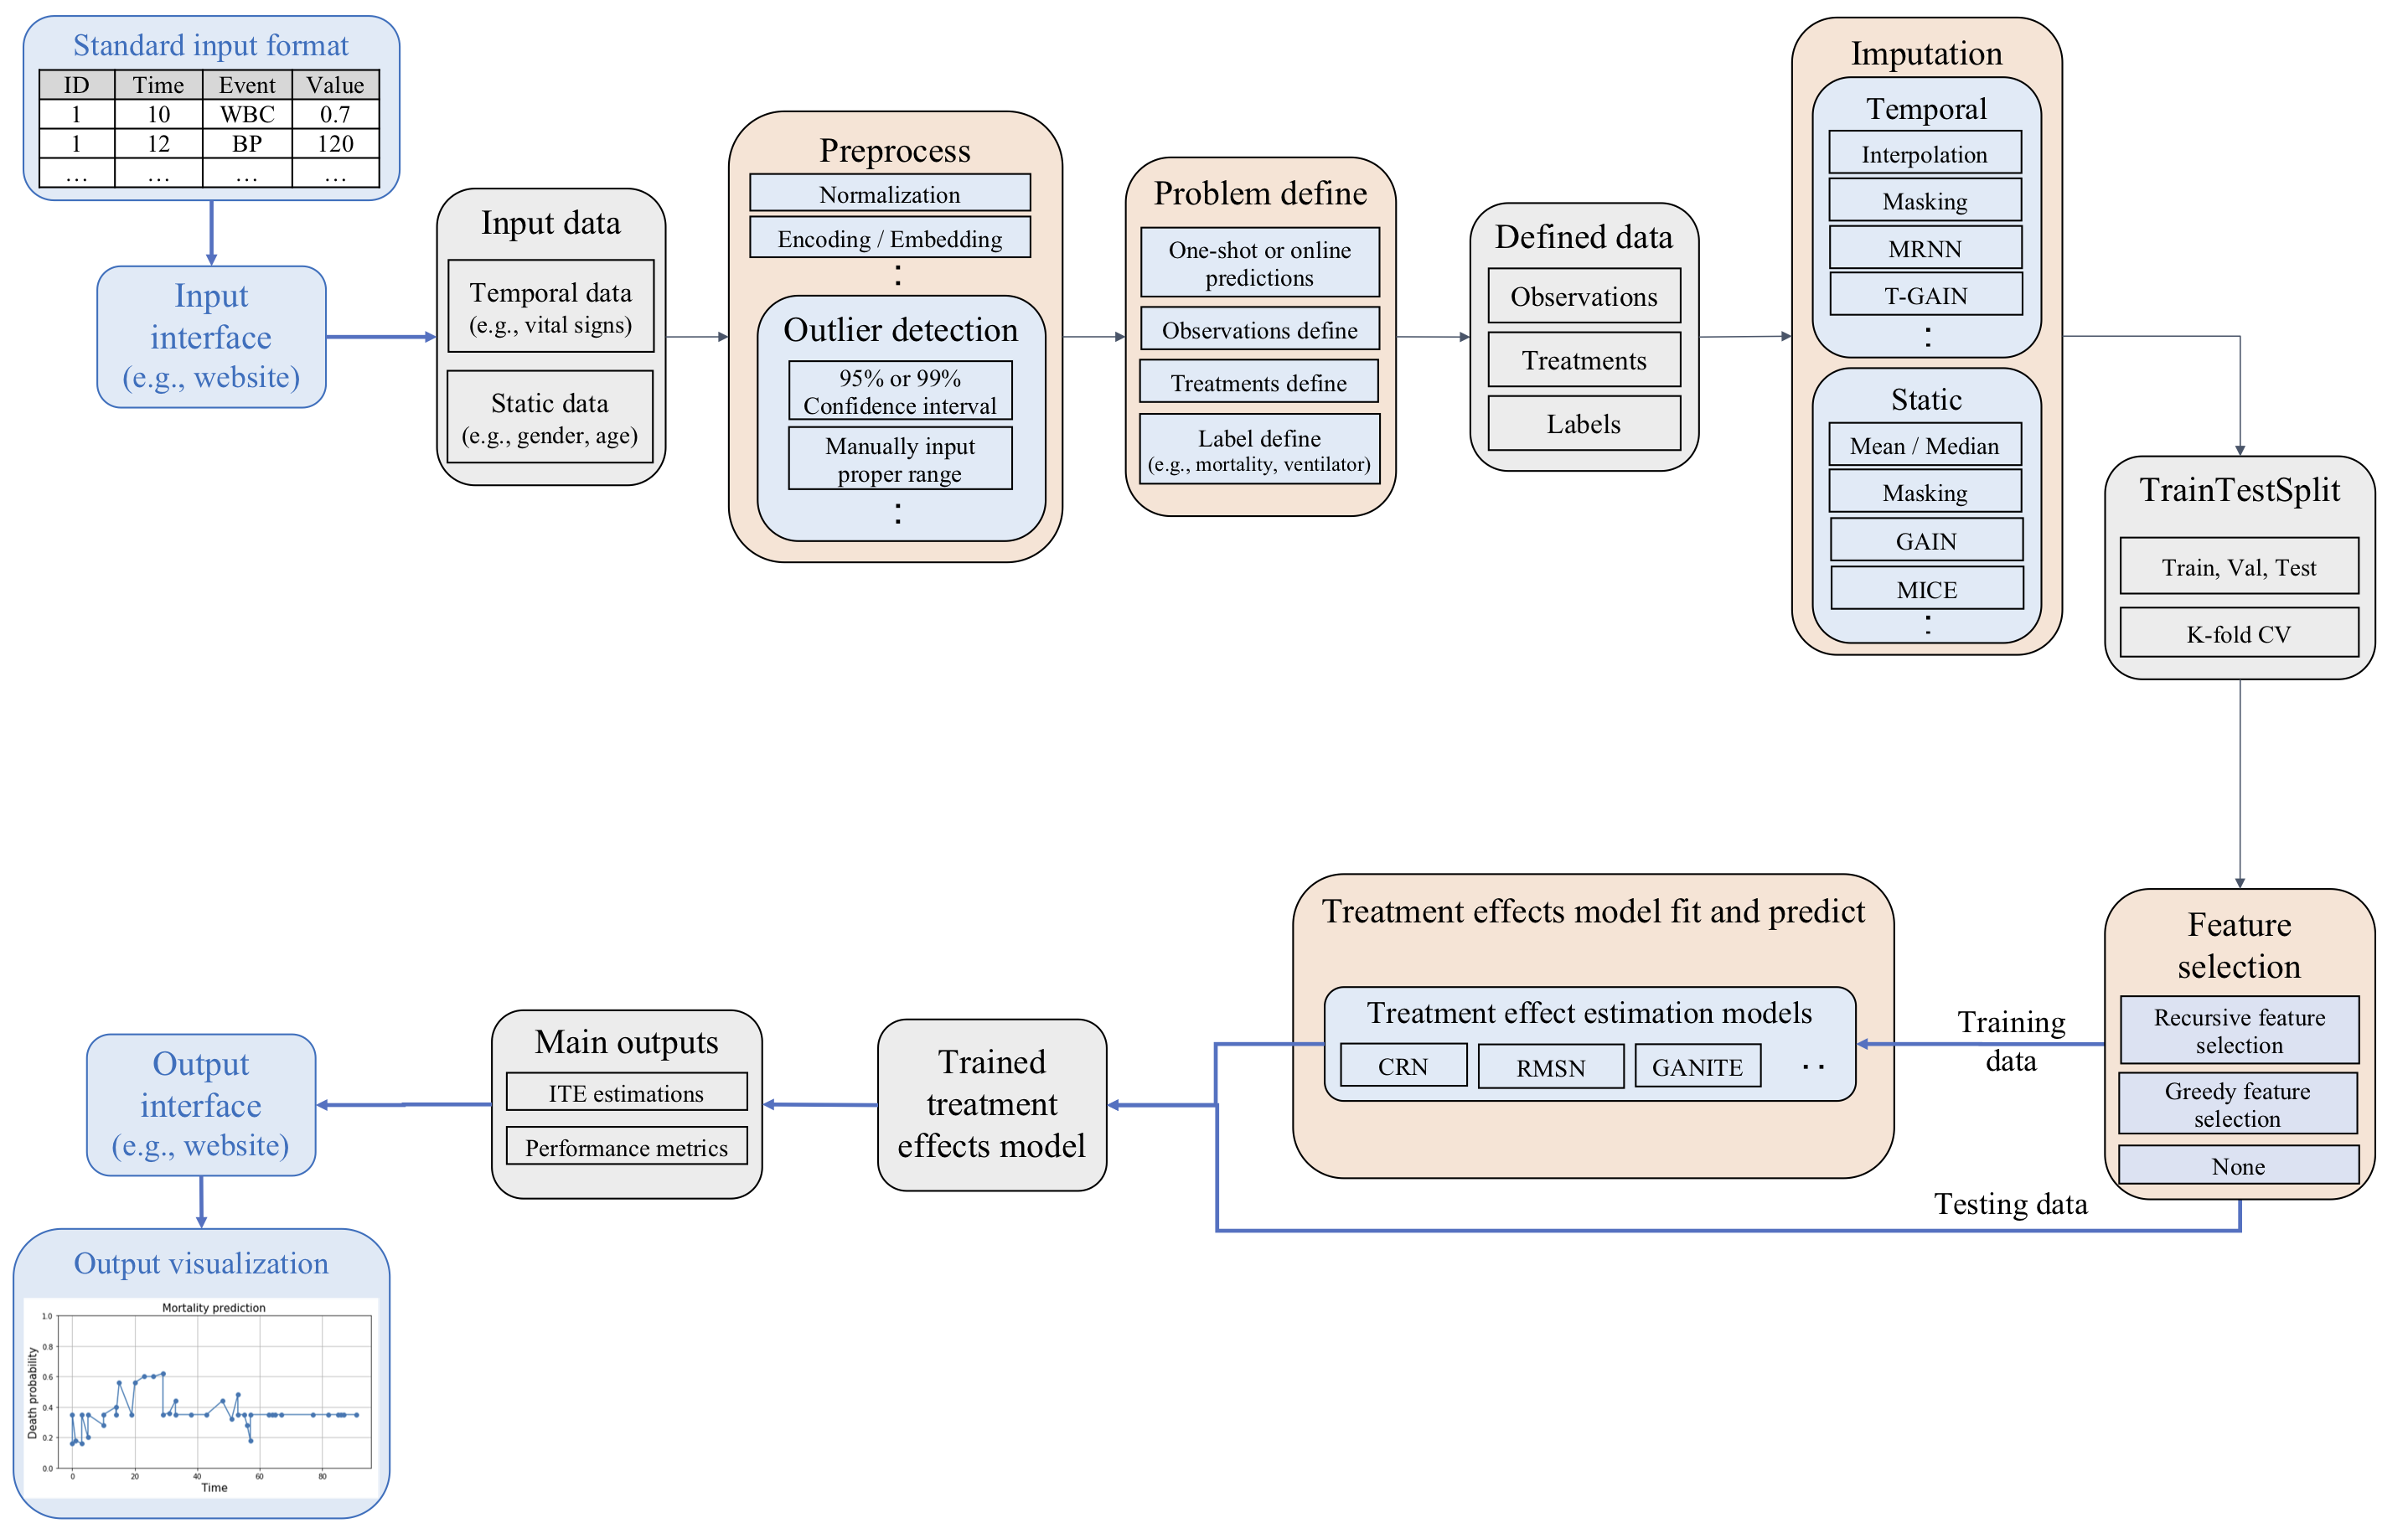 Standard input format
ID Time Event Value
1 10 WBC 0.7
1 12 BP 120
… … … …
Input
interface
(e.g., website)
Input data
Temporal data
(e.g., vital signs)
Static data
(e.g., gender, age)
Preprocess
Normalization
Encoding / Embedding
:
Outlier detection
95% or 99%
Confidence interval
Manually input
proper range
:
Problem define
One-shot or online
predictions
Observations define
Treatments define
Label define
(e.g., mortality, ventilator)
Defined data
Observations
Treatments
Labels
Imputation
Temporal
Interpolation
Masking
MRNN
T-GAIN
:
Static
Mean / Median
Masking
GAIN
MICE
:
TrainTestSplit
Train, Val, Test
K-fold CV
Feature
selection
Recursive feature
selection
Greedy feature
selection
None
Training
data
Testing data
Treatment effects model fit and predict
Treatment effect estimation models
CRN RMSN GANITE ..
Trained
treatment
effects model
Main outputs
ITE estimations
Performance metrics
Output
interface
(e.g., website)
Output visualization
Mortality prediction
Death probability
1.0
0.8
0.6
0.4
0.2
0.0
0 20 40 60 80
Time